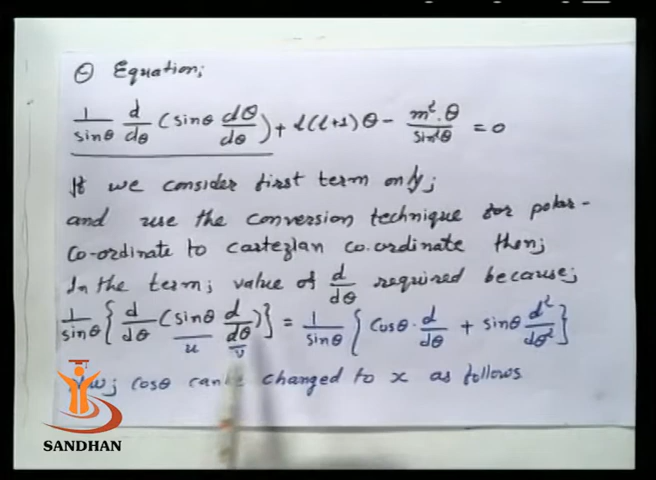 Θ Equation;
1/sinθ d/dθ (sinθ dΘ/dθ) + l(l+1)Θ - m²·Θ/sin²θ = 0
If we consider first term only;
and use the conversion technique for polar-
Co-ordinate to cartezian co.ordinate then;
In the term; value of d/dθ required because;
1/sinθ { d/dθ (sinθ d/dθ) } = 1/sinθ { Cosθ · d/dθ + sinθ d²/dθ² }
u v
cosθ can changed to x as follows
SANDHAN